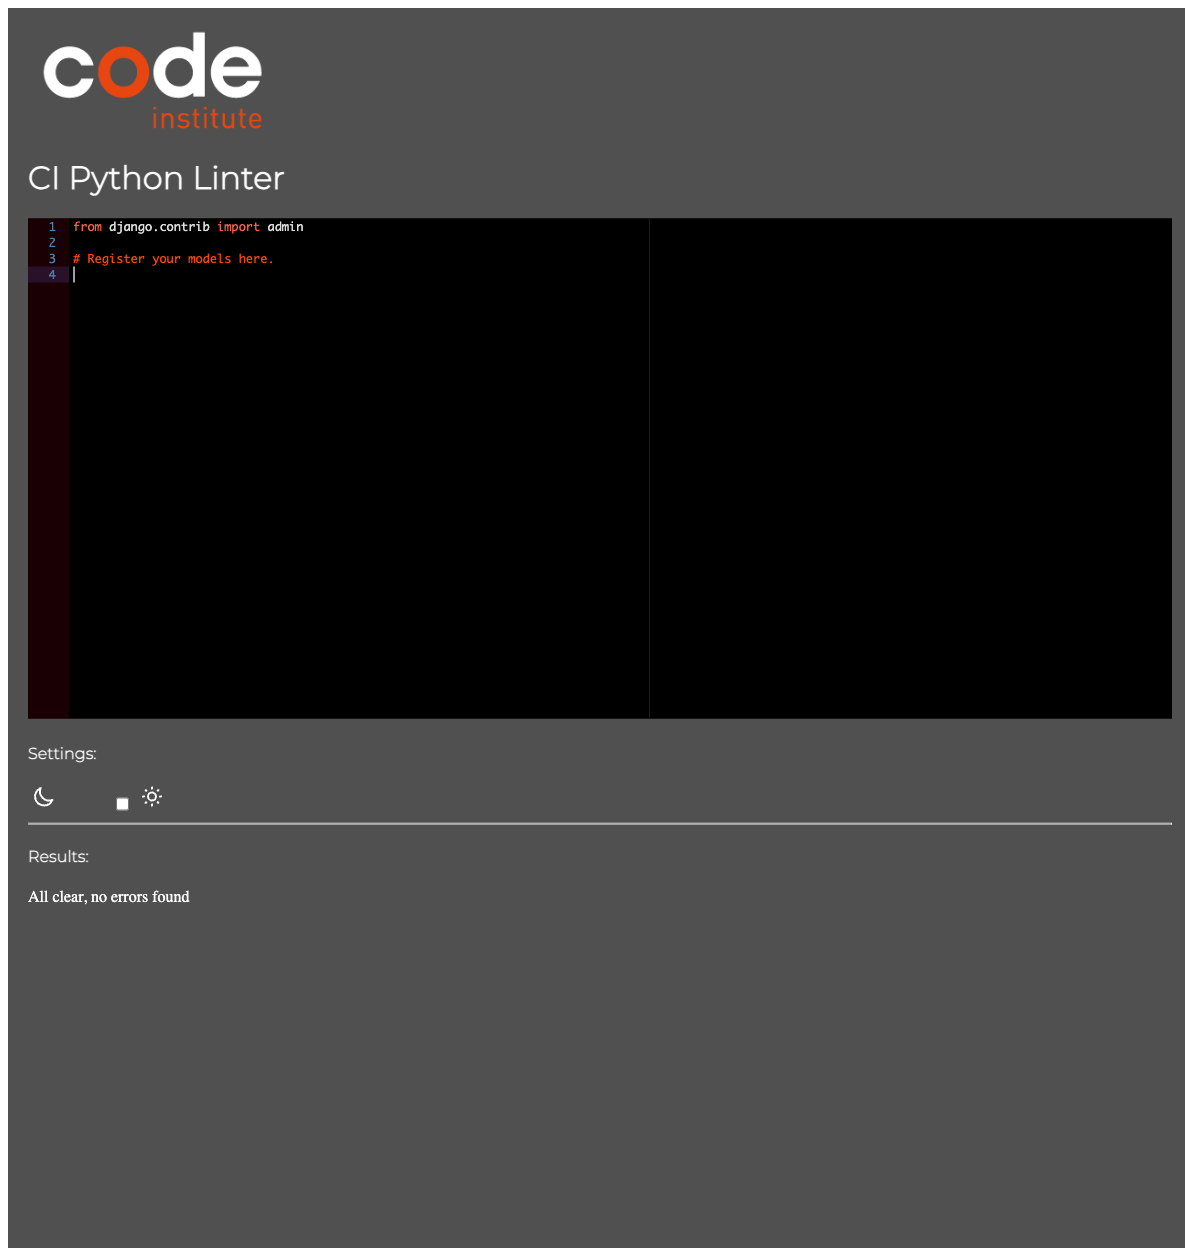 code
institute
CI Python Linter
1 from django.contrib import admin
2
3 # Register your models here.
4
Settings:
Results:
All clear, no errors found